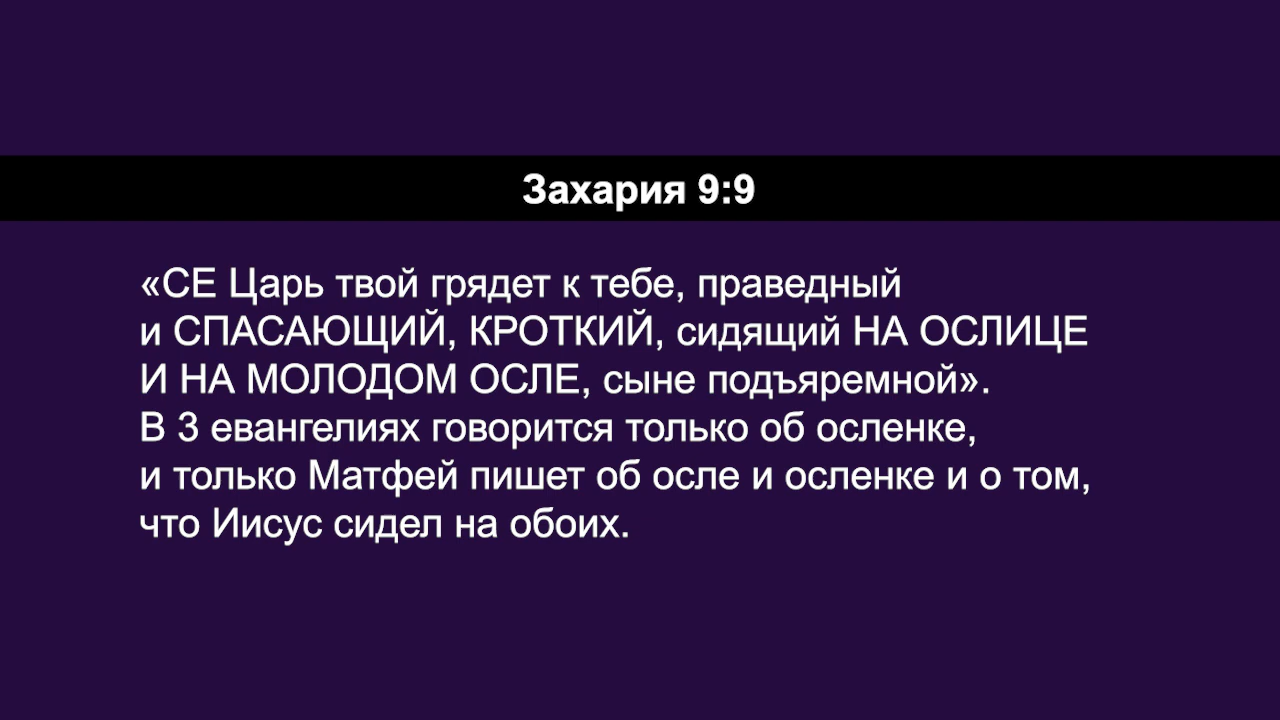 Захария 9:9
«СЕ Царь твой грядет к тебе, праведный
и СПАСАЮЩИЙ, КРОТКИЙ, сидящий НА ОСЛИЦЕ
И НА МОЛОДОМ ОСЛЕ, сыне подъяремной».
В 3 евангелиях говорится только об осленке,
и только Матфей пишет об осле и осленке и о том,
что Иисус сидел на обоих.